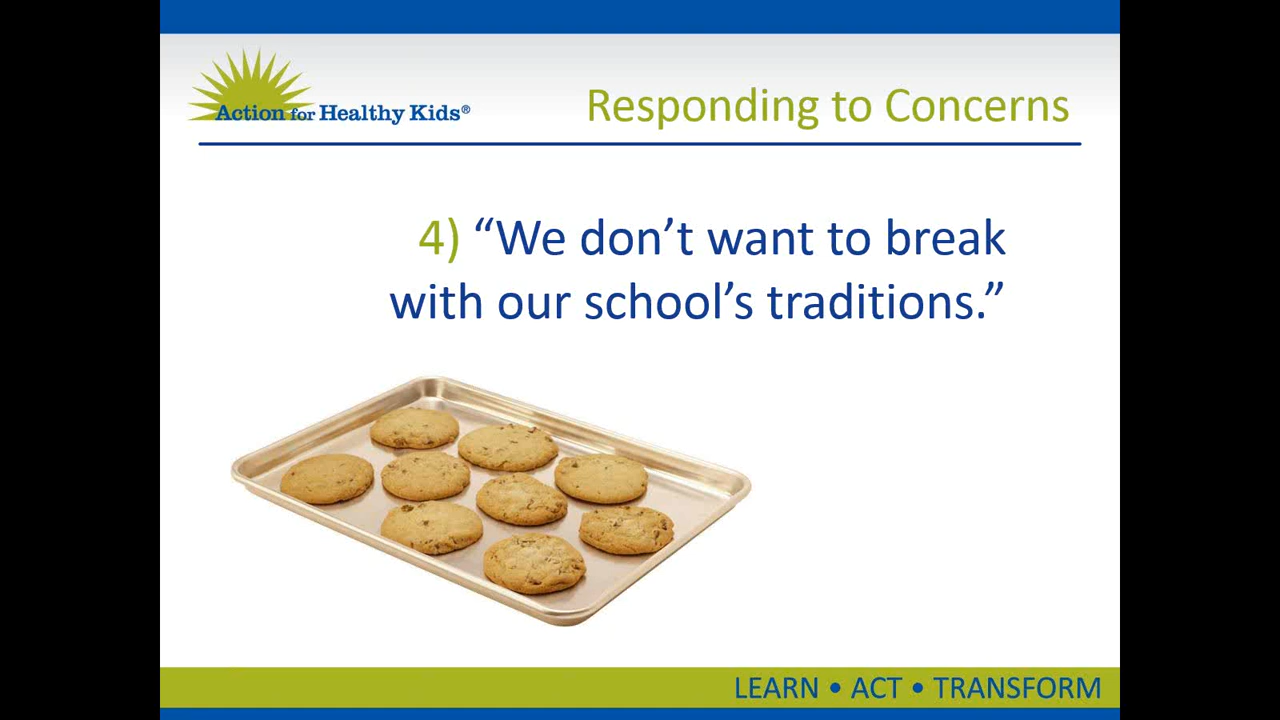 Action for Healthy Kids®
Responding to Concerns
4) “We don’t want to break
with our school’s traditions.”
LEARN • ACT • TRANSFORM